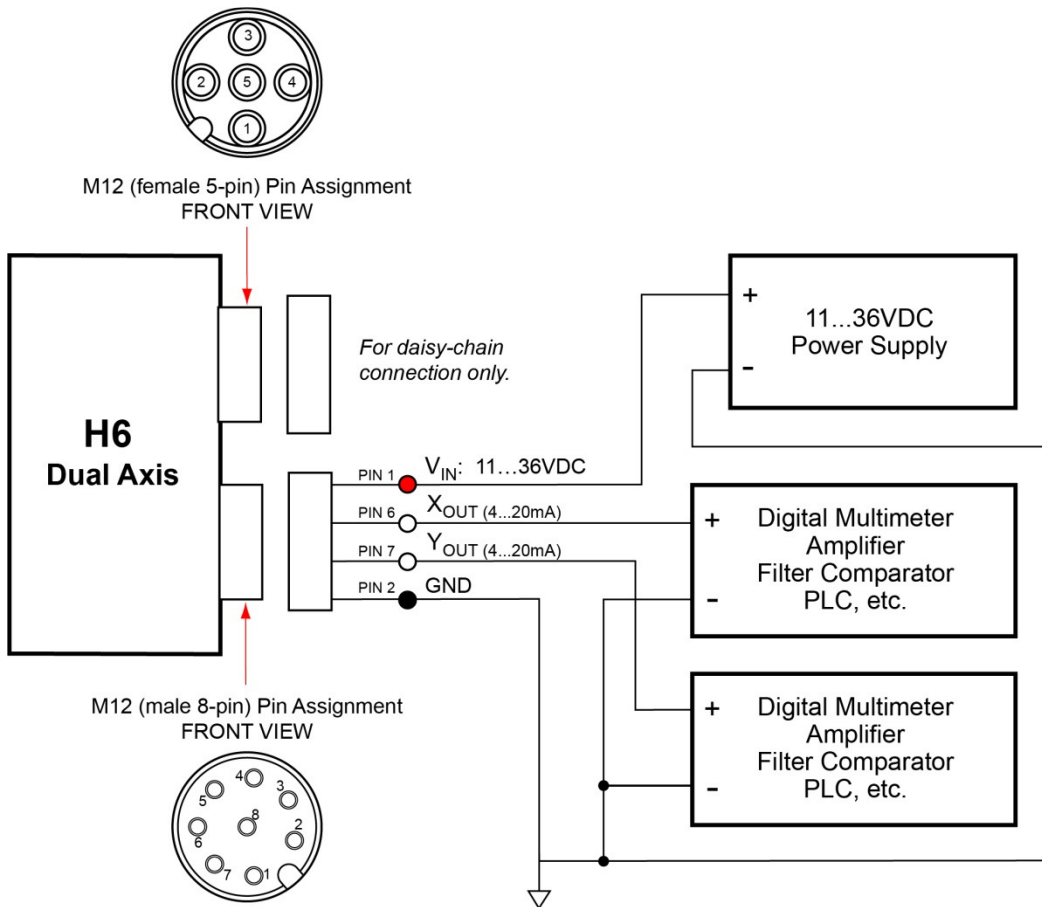 3
2 5 4
1
M12 (female 5-pin) Pin Assignment
FRONT VIEW
H6
Dual Axis
For daisy-chain
connection only.
+
-
11...36VDC
Power Supply
PIN 1 VIN: 11...36VDC
PIN 6 XOUT (4...20mA)
PIN 7 YOUT (4...20mA)
PIN 2 GND
+
-
Digital Multimeter
Amplifier
Filter Comparator
PLC, etc.
+
-
Digital Multimeter
Amplifier
Filter Comparator
PLC, etc.
M12 (male 8-pin) Pin Assignment
FRONT VIEW
4
5 3
8
6 2
7 1